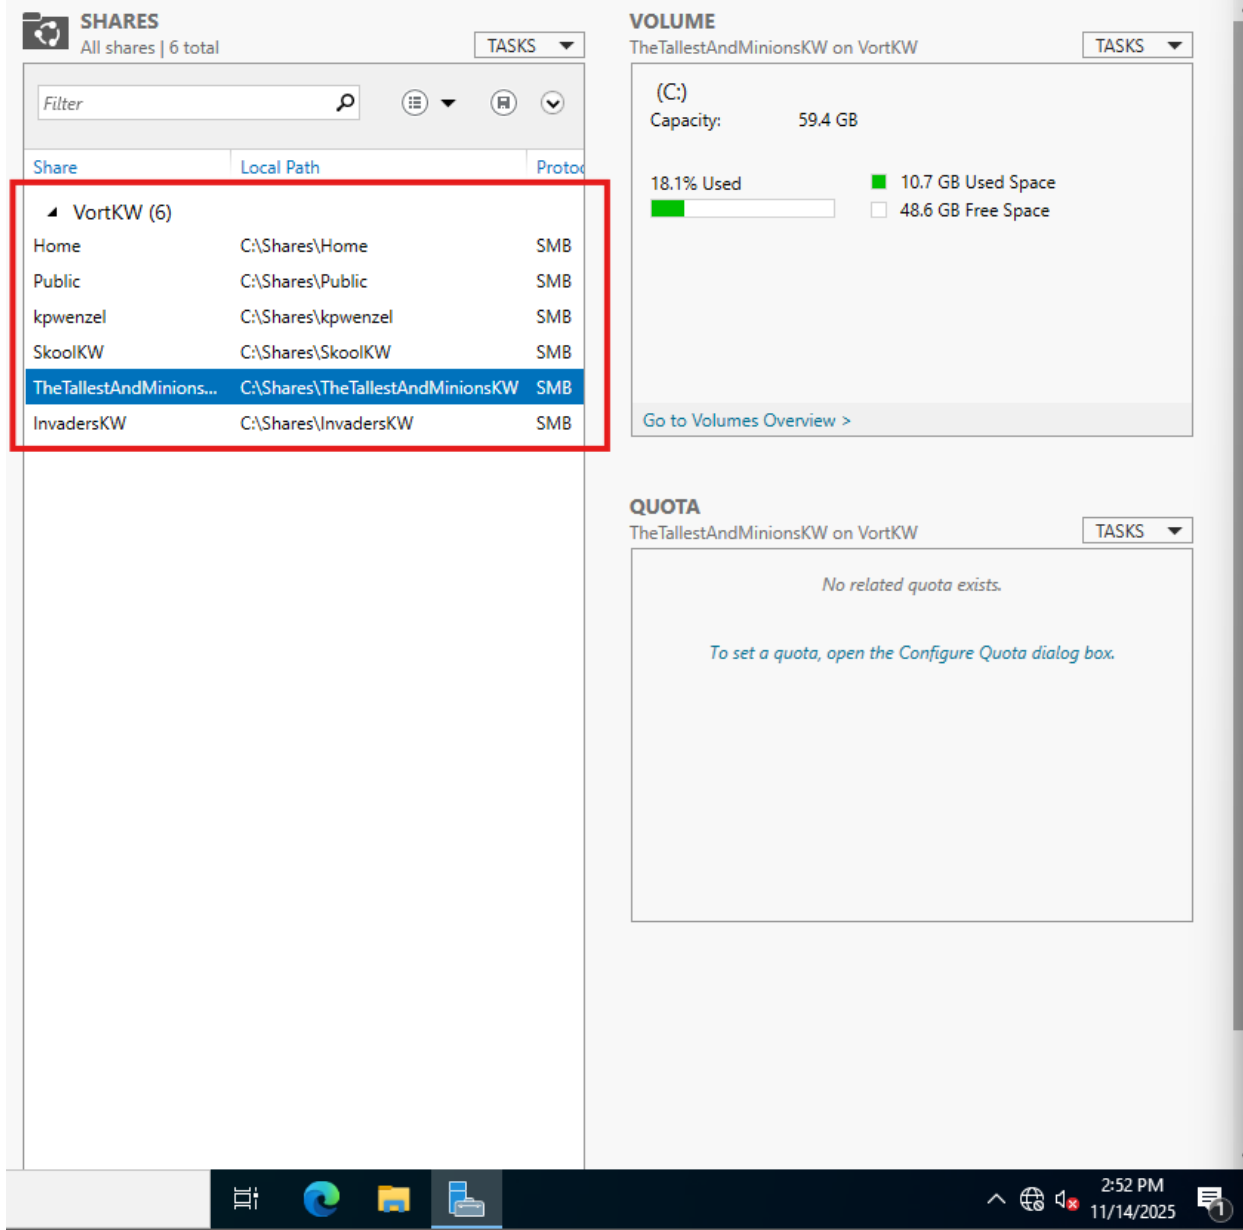 SHARES
All shares | 6 total
TASKS
Filter
Share Local Path Protoc
VortKW (6)
Home C:\Shares\Home SMB
Public C:\Shares\Public SMB
kpwenzel C:\Shares\kpwenzel SMB
SkoolKW C:\Shares\SkoolKW SMB
TheTallestAndMinions... C:\Shares\TheTallestAndMinionsKW SMB
InvadersKW C:\Shares\InvadersKW SMB
VOLUME
TheTallestAndMinionsKW on VortKW
TASKS
(C:)
Capacity: 59.4 GB
18.1% Used
10.7 GB Used Space
48.6 GB Free Space
Go to Volumes Overview >
QUOTA
TheTallestAndMinionsKW on VortKW
TASKS
No related quota exists.
To set a quota, open the Configure Quota dialog box.
2:52 PM
11/14/2025
1